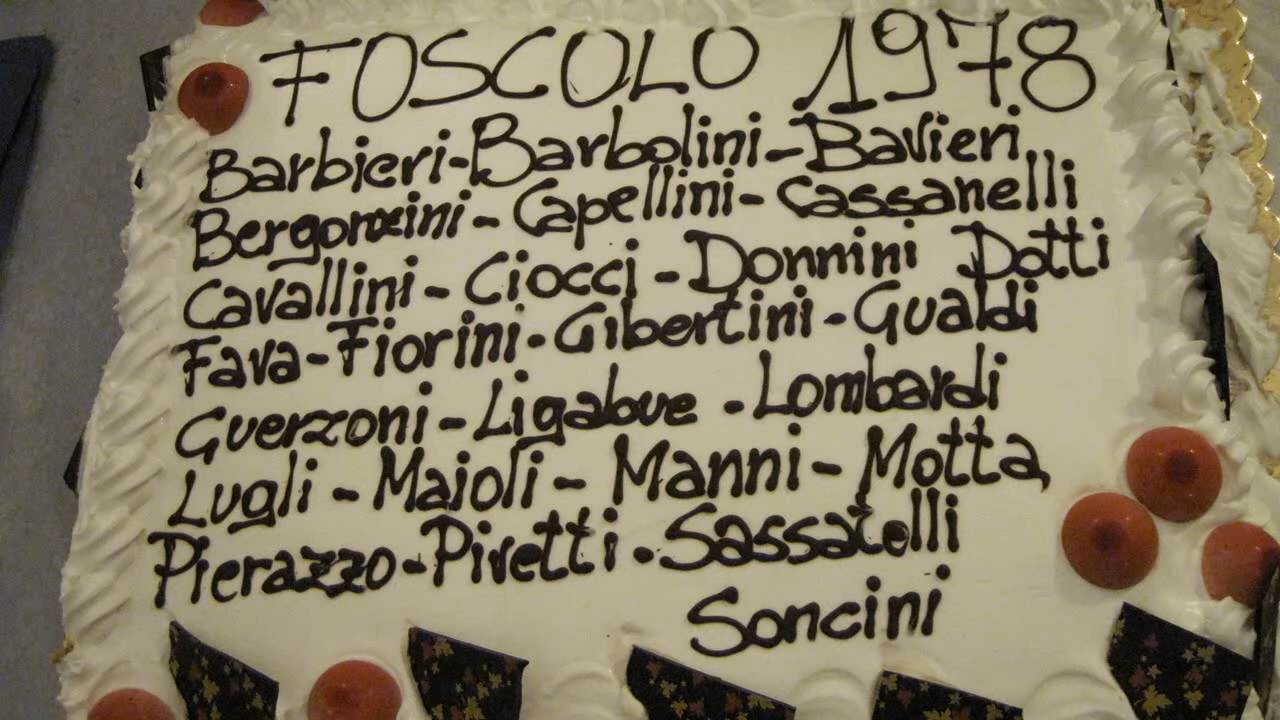 FOSCOLO 1978
Barbieri-Barbolini-Bavieri
Bergonzini-Capellini-Cassanelli
Cavallini-Ciocci-Donnini Dotti
Fava-Fiorini-Gibertini-Gualdi
Guerzoni-Ligabue-Lombardi
Lugli-Maioli-Manni-Motta
Pierazzo-Piretti-Sassatelli
Soncini